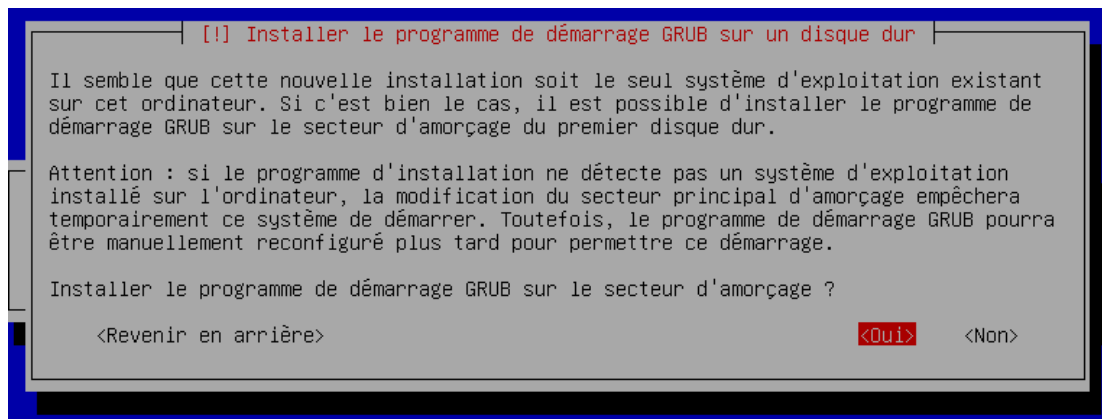 [!] Installer le programme de démarrage GRUB sur un disque dur
Il semble que cette nouvelle installation soit le seul système d'exploitation existant
sur cet ordinateur. Si c'est bien le cas, il est possible d'installer le programme de
démarrage GRUB sur le secteur d'amorçage du premier disque dur.
Attention : si le programme d'installation ne détecte pas un système d'exploitation
installé sur l'ordinateur, la modification du secteur principal d'amorçage empêchera
temporairement ce système de démarrer. Toutefois, le programme de démarrage GRUB pourra
être manuellement reconfiguré plus tard pour permettre ce démarrage.
Installer le programme de démarrage GRUB sur le secteur d'amorçage ?
<Revenir en arrière> <Oui> <Non>